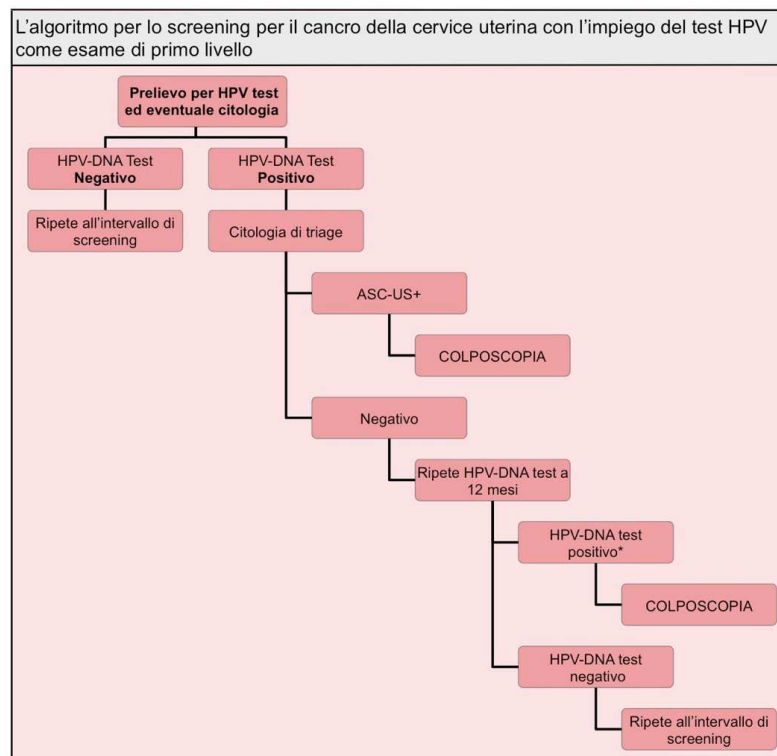 L'algoritmo per lo screening per il cancro della cervice uterina con l'impiego del test HPV
come esame di primo livello
Prelievo per HPV test
ed eventuale citologia
HPV-DNA Test
Negativo
HPV-DNA Test
Positivo
Ripete all'intervallo di
screening
Citologia di triage
ASC-US+
COLPOSCOPIA
Negativo
Ripete HPV-DNA test a
12 mesi
HPV-DNA test
positivo*
COLPOSCOPIA
HPV-DNA test
negativo
Ripete all'intervallo di
screening